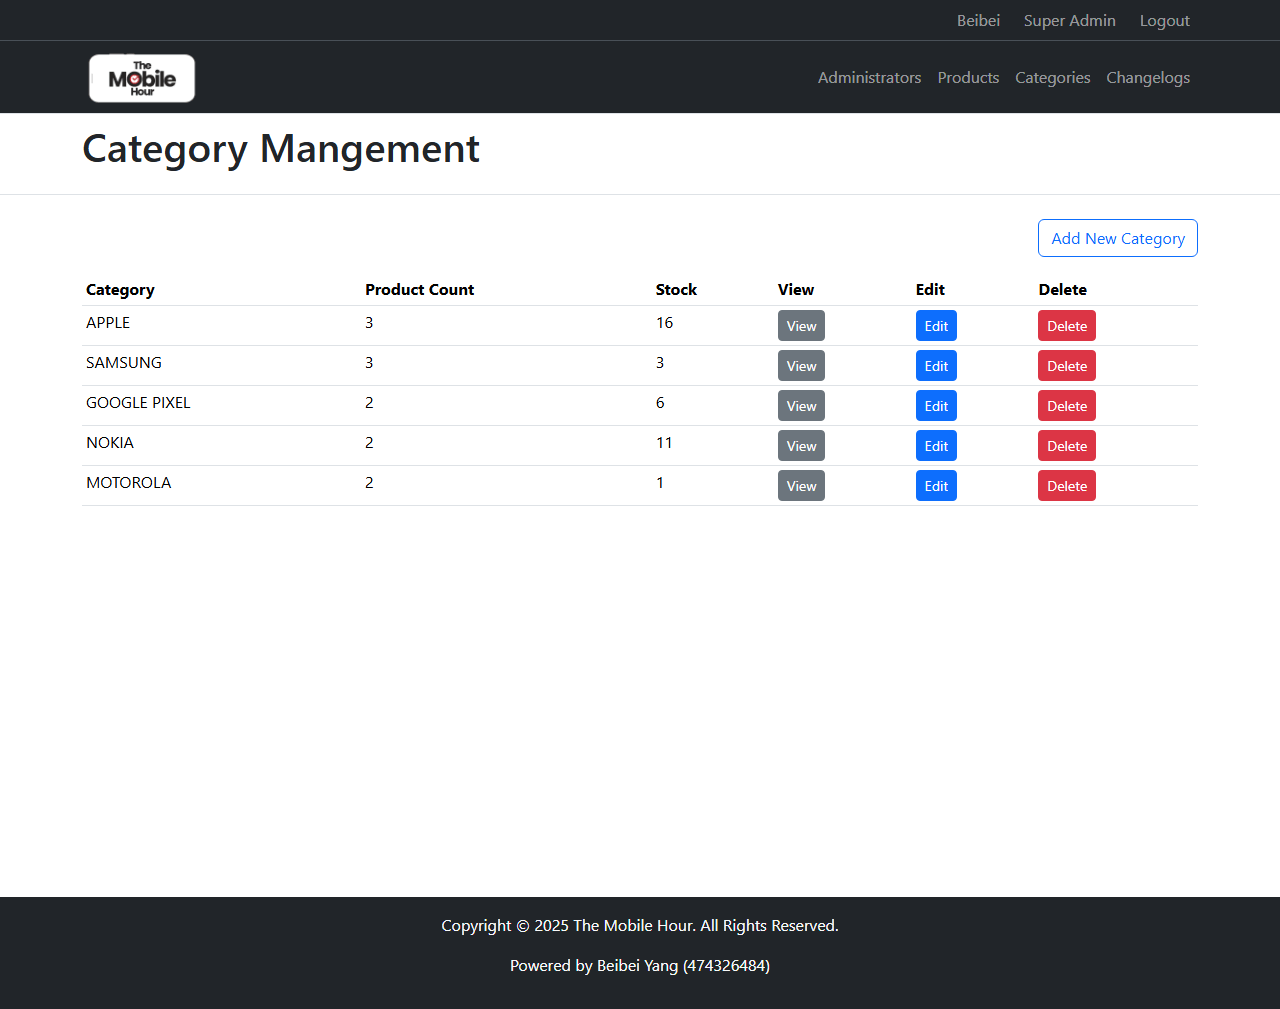 Beibei Super Admin Logout
The
Mobile
Hour
Administrators Products Categories Changelogs
Category Mangement
Add New Category
Category Product Count Stock View Edit Delete
APPLE 3 16 View Edit Delete
SAMSUNG 3 3 View Edit Delete
GOOGLE PIXEL 2 6 View Edit Delete
NOKIA 2 11 View Edit Delete
MOTOROLA 2 1 View Edit Delete
Copyright © 2025 The Mobile Hour. All Rights Reserved.
Powered by Beibei Yang (474326484)